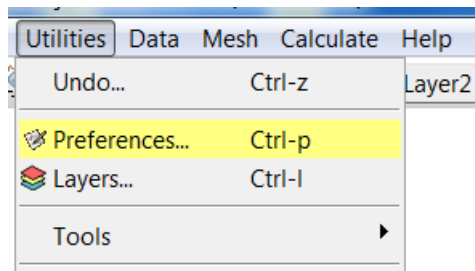 Utilities Data Mesh Calculate Help
Undo... Ctrl-z
Layer2
Preferences... Ctrl-p
Layers... Ctrl-l
Tools